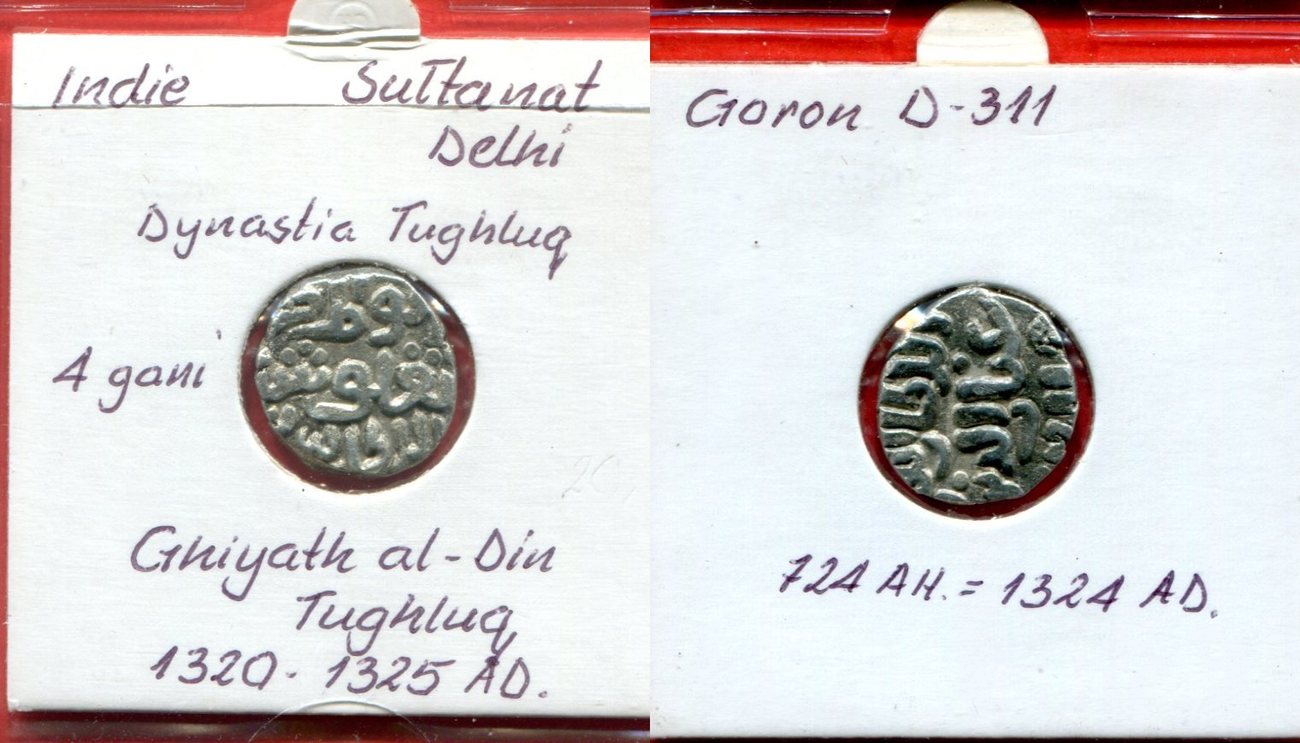 Indie Sultanat
Delhi
Dynastia Tughluq
4 gani
Ghiyath al-Din
Tughluq
1320 - 1325 AD.
Goron D-311
724 AH. = 1324 AD.